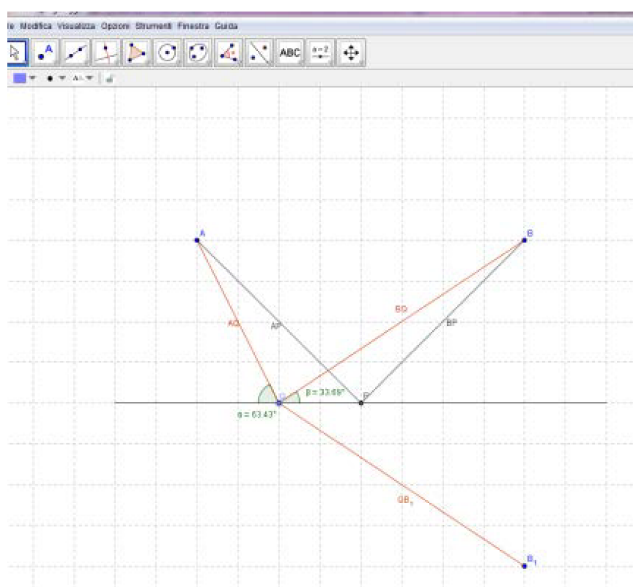 Modifica Visualizza Opzioni Strumenti Finestra Guida
A
ABC
a=2
A
B
AQ
AP
BQ
BP
P
β = 33.69°
α = 63.43°
QB₁
B₁